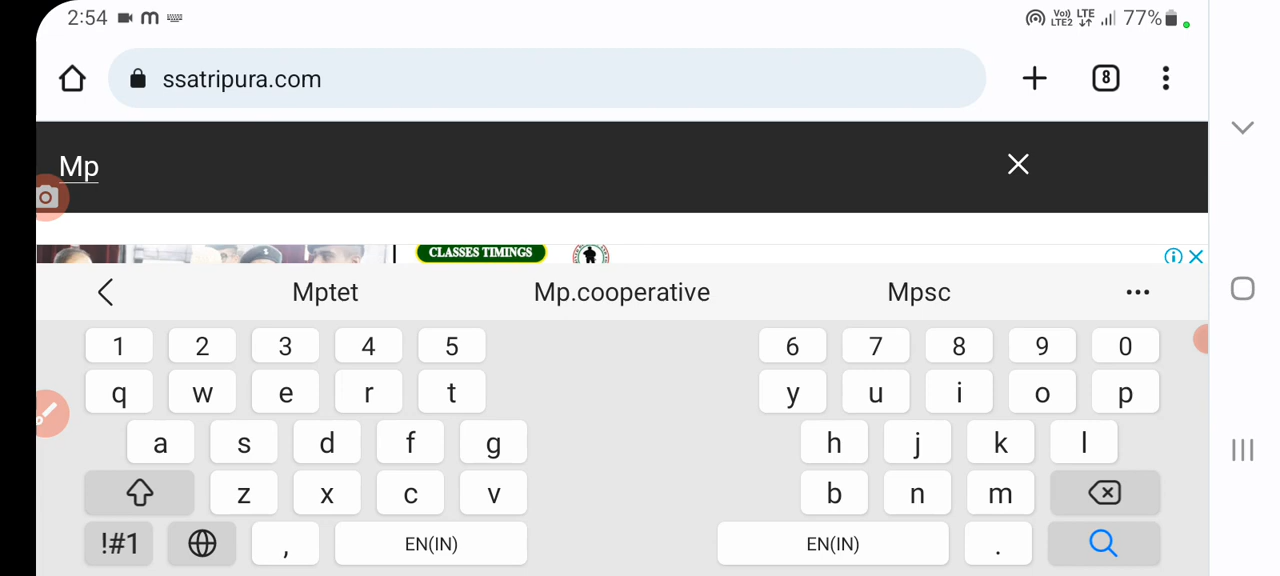 2:54 m Vo)) LTE2 LTE 77%
ssatripura.com 8
Mp
CLASSES TIMINGS
Mptet Mp.cooperative Mpsc
1 2 3 4 5 6 7 8 9 0
q w e r t y u i o p
a s d f g h j k l
z x c v b n m
!#1 , EN(IN) EN(IN) .